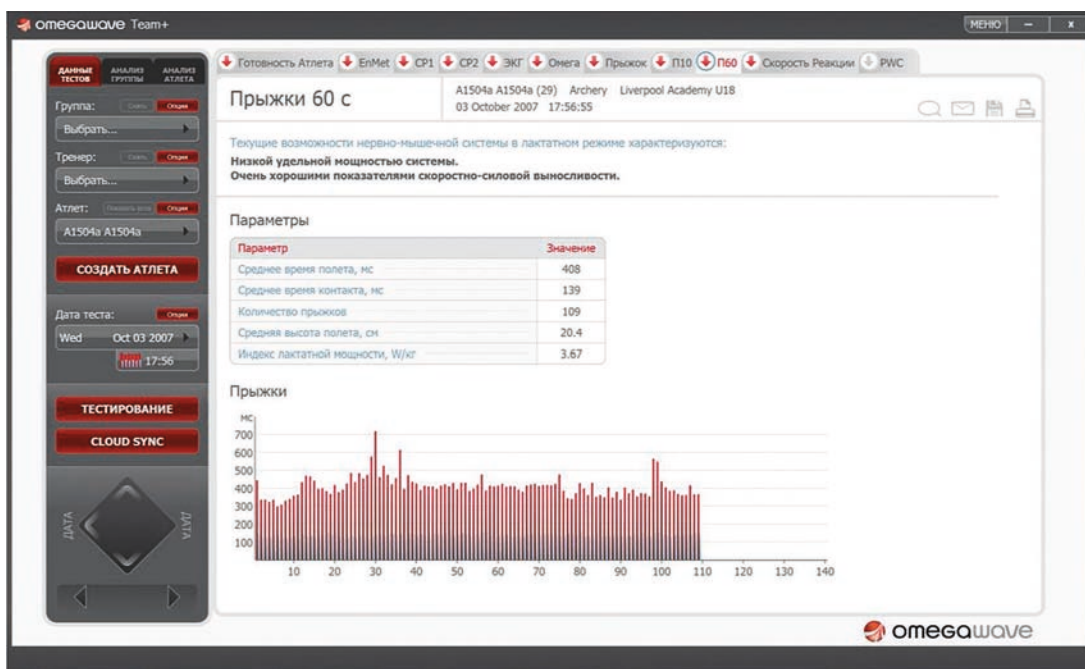 omegawave Team+
МЕНЮ
–
x
ДАННЫЕ ТЕСТОВ
АНАЛИЗ ГРУППЫ
АНАЛИЗ АТЛЕТА
Готовность Атлета EnMet СР1 СР2 ЭКГ Омега Прыжок П10 П60 Скорость Реакции PWC
Группа: Опции
Выбрать...
Тренер: Опции
Выбрать...
Атлет: Опции
A1504a A1504a
СОЗДАТЬ АТЛЕТА
Дата теста: Опции
Wed Oct 03 2007
17:56
ТЕСТИРОВАНИЕ
CLOUD SYNC
ДАТА
ДАТА
Прыжки 60 с
A1504a A1504a (29) Archery Liverpool Academy U18
03 October 2007 17:56:55
Текущие возможности нервно-мышечной системы в лактатном режиме характеризуются:
Низкой удельной мощностью системы.
Очень хорошими показателями скоростно-силовой выносливости.
Параметры
Параметр Значение
Среднее время полета, мс 408
Среднее время контакта, мс 139
Количество прыжков 109
Средняя высота полета, см 20.4
Индекс лактатной мощности, W/кг 3.67
Прыжки
мс
700
600
500
400
300
200
100
10 20 30 40 50 60 70 80 90 100 110 120 130 140
omegawave